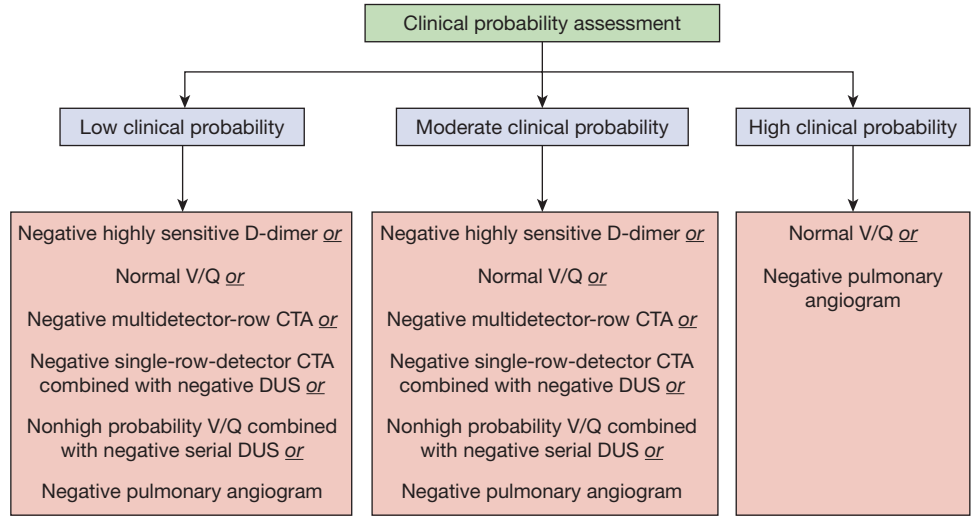 Clinical probability assessment
Low clinical probability
Moderate clinical probability
High clinical probability
Negative highly sensitive D-dimer or
Normal V/Q or
Negative multidetector-row CTA or
Negative single-row-detector CTA
combined with negative DUS or
Nonhigh probability V/Q combined
with negative serial DUS or
Negative pulmonary angiogram
Negative highly sensitive D-dimer or
Normal V/Q or
Negative multidetector-row CTA or
Negative single-row-detector CTA
combined with negative DUS or
Nonhigh probability V/Q combined
with negative serial DUS or
Negative pulmonary angiogram
Normal V/Q or
Negative pulmonary
angiogram